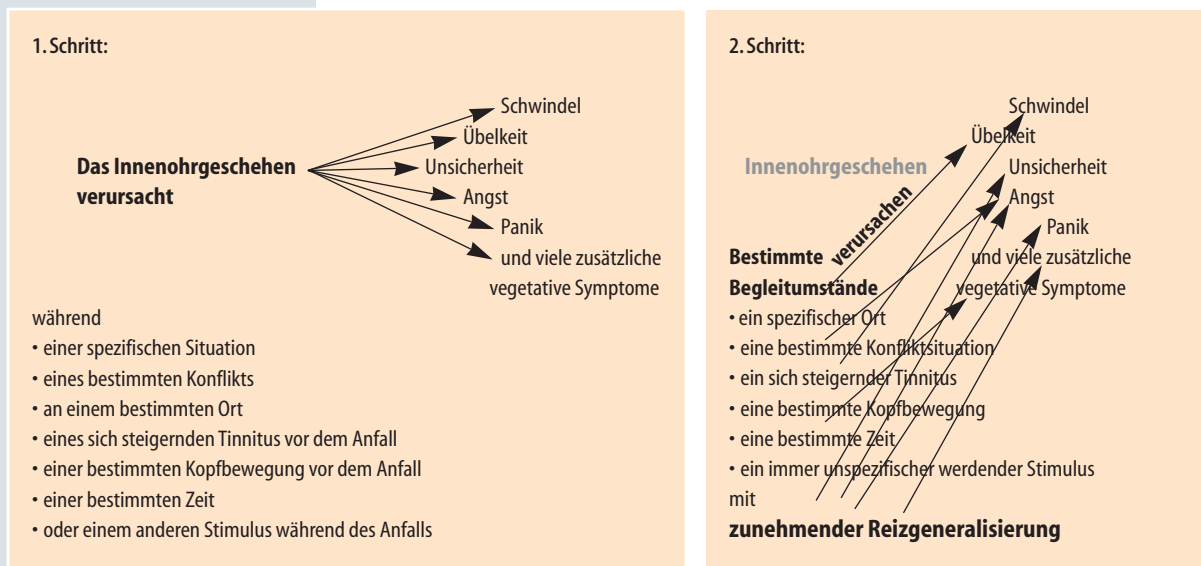 1. Schritt:
Schwindel
Übelkeit
Das Innenohrgeschehen
Unsicherheit
verursacht
Angst
Panik
und viele zusätzliche
vegetative Symptome
während
• einer spezifischen Situation
• eines bestimmten Konflikts
• an einem bestimmten Ort
• eines sich steigernden Tinnitus vor dem Anfall
• einer bestimmten Kopfbewegung vor dem Anfall
• einer bestimmten Zeit
• oder einem anderen Stimulus während des Anfalls
2. Schritt:
Schwindel
Übelkeit
Innenohrgeschehen
Unsicherheit
Angst
verursachen
Panik
Bestimmte
und viele zusätzliche
Begleitumstände
vegetative Symptome
• ein spezifischer Ort
• eine bestimmte Konfliktsituation
• ein sich steigernder Tinnitus
• eine bestimmte Kopfbewegung
• eine bestimmte Zeit
• ein immer unspezifischer werdender Stimulus
mit
zunehmender Reizgeneralisierung